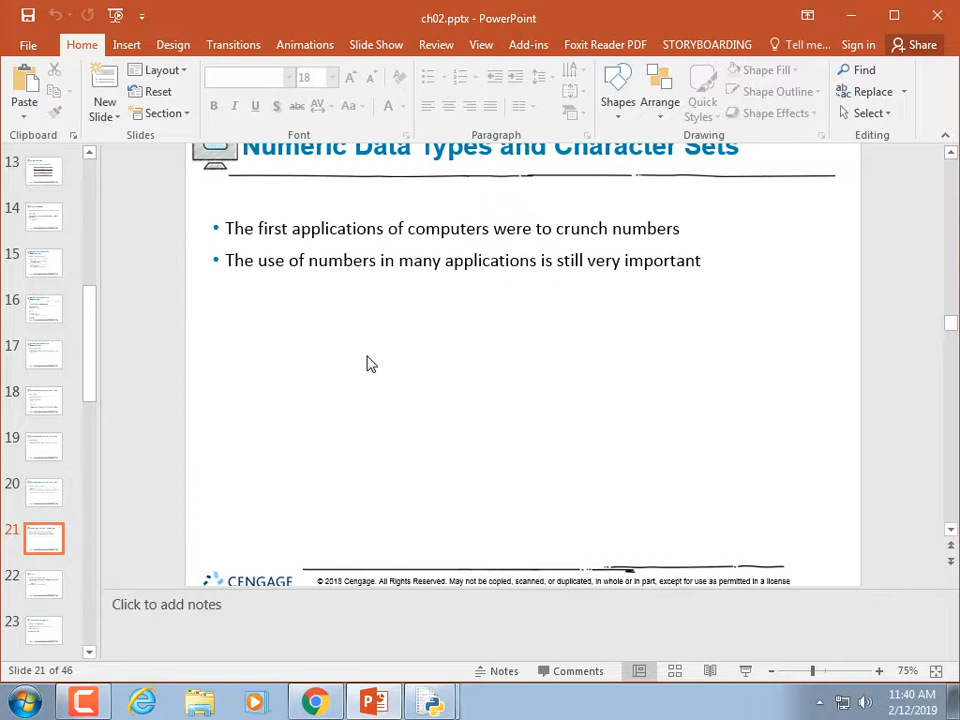 ch02.pptx - PowerPoint
File Home Insert Design Transitions Animations Slide Show Review View Add-ins Foxit Reader PDF STORYBOARDING Tell me... Sign in Share
Paste
Clipboard
New
Slide
Layout
Reset
Section
Slides
18
B I U S abc AV Aa A
Font
Paragraph
Shapes
Arrange
Quick
Styles
Shape Fill
Shape Outline
Shape Effects
Drawing
Find
Replace
Select
Editing
13
14
15
16
17
18
19
20
21
22
23
Numeric Data Types and Character Sets
• The first applications of computers were to crunch numbers
• The use of numbers in many applications is still very important
CENGAGE
© 2018 Cengage. All Rights Reserved. May not be copied, scanned, or duplicated, in whole or in part, except for use as permitted in a license
Click to add notes
Slide 21 of 46
Notes
Comments
75%
11:40 AM
2/12/2019